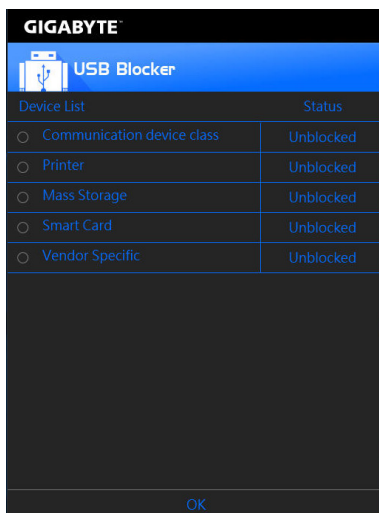 GIGABYTE™
USB Blocker
Device List Status
Communication device class Unblocked
Printer Unblocked
Mass Storage Unblocked
Smart Card Unblocked
Vendor Specific Unblocked
OK